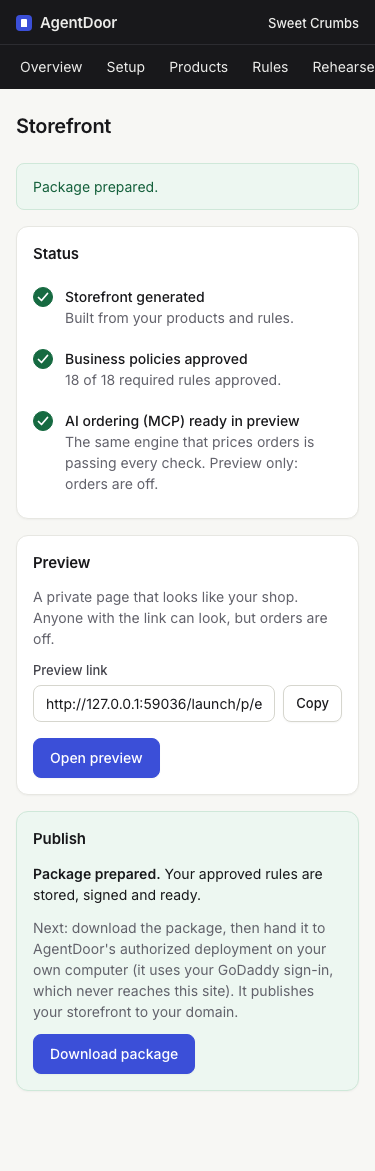 AgentDoor
Sweet Crumbs
Overview Setup Products Rules Rehearse
Storefront
Package prepared.
Status
Storefront generated
Built from your products and rules.
Business policies approved
18 of 18 required rules approved.
AI ordering (MCP) ready in preview
The same engine that prices orders is
passing every check. Preview only:
orders are off.
Preview
A private page that looks like your shop.
Anyone with the link can look, but orders are
off.
Preview link
http://127.0.0.1:59036/launch/p/e
Copy
Open preview
Publish
Package prepared. Your approved rules are
stored, signed and ready.
Next: download the package, then hand it to
AgentDoor's authorized deployment on your
own computer (it uses your GoDaddy sign-in,
which never reaches this site). It publishes
your storefront to your domain.
Download package